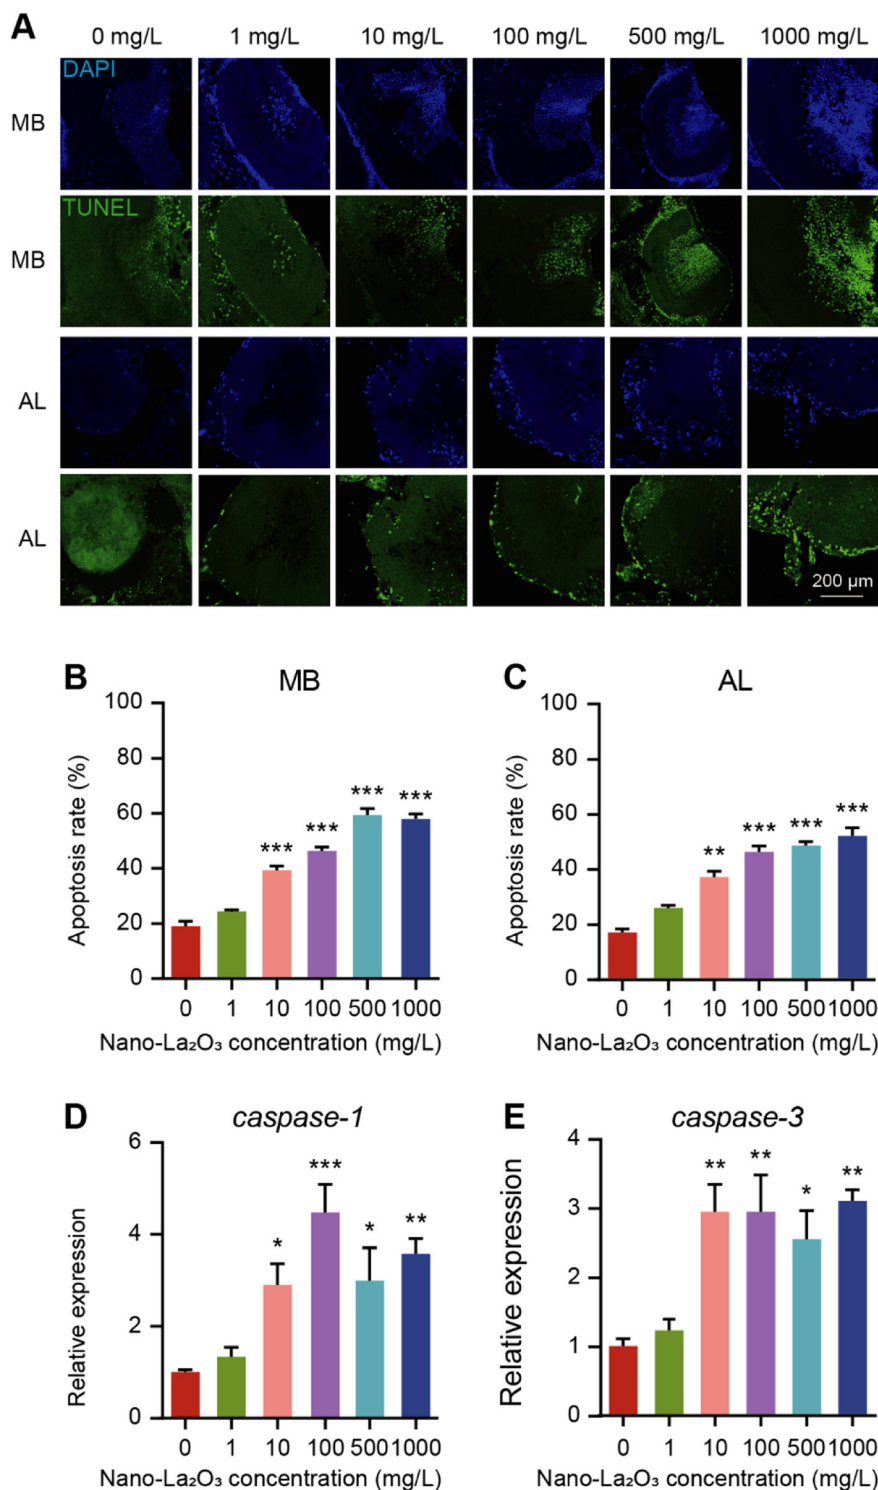 A
0 mg/L 1 mg/L 10 mg/L 100 mg/L 500 mg/L 1000 mg/L
DAPI
MB
TUNEL
MB
AL
AL
200 μm
B MB
100
80
60
40
20
0
Apoptosis rate (%)
*** *** *** ***
0 1 10 100 500 1000
Nano-La₂O₃ concentration (mg/L)
C AL
100
80
60
40
20
0
Apoptosis rate (%)
** *** *** ***
0 1 10 100 500 1000
Nano-La₂O₃ concentration (mg/L)
D caspase-1
6
4
2
0
Relative expression
* *** * **
0 1 10 100 500 1000
Nano-La₂O₃ concentration (mg/L)
E caspase-3
4
3
2
1
0
Relative expression
** ** * **
0 1 10 100 500 1000
Nano-La₂O₃ concentration (mg/L)